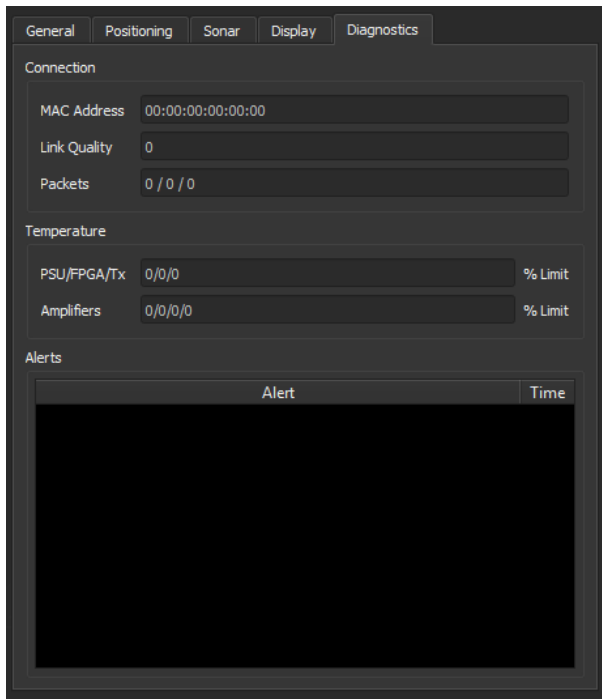 General Positioning Sonar Display Diagnostics
Connection
MAC Address 00:00:00:00:00:00
Link Quality 0
Packets 0 / 0 / 0
Temperature
PSU/FPGA/Tx 0/0/0 % Limit
Amplifiers 0/0/0/0 % Limit
Alerts
Alert Time